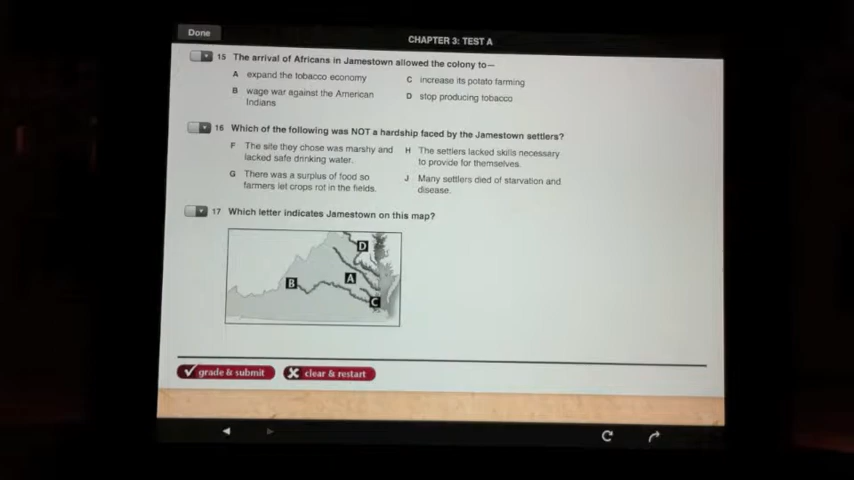 Done
CHAPTER 3: TEST A
15 The arrival of Africans in Jamestown allowed the colony to—
A expand the tobacco economy
B wage war against the American
Indians
C increase its potato farming
D stop producing tobacco
16 Which of the following was NOT a hardship faced by the Jamestown settlers?
F The site they chose was marshy and
lacked safe drinking water.
G There was a surplus of food so
farmers let crops rot in the fields.
H The settlers lacked skills necessary
to provide for themselves.
J Many settlers died of starvation and
disease.
17 Which letter indicates Jamestown on this map?
D
A
B
C
grade & submit
clear & restart